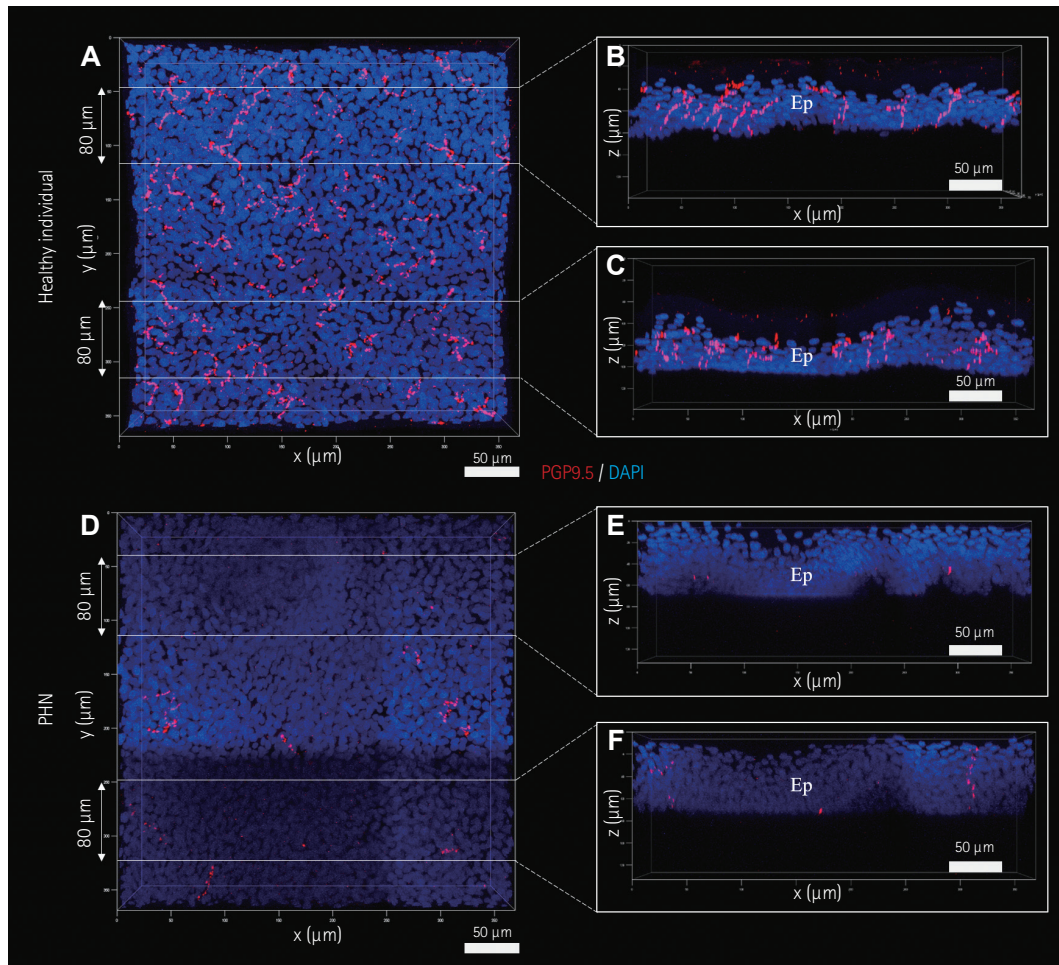 A
B
Ep
80 µm
50 µm
x (µm)
Healthy individual
y (µm)
z (µm)
C
Ep
80 µm
50 µm
z (µm)
x (µm)
x (µm)
50 µm
PGP9.5 / DAPI
D
E
Ep
80 µm
z (µm)
50 µm
x (µm)
PHN
y (µm)
F
Ep
80 µm
z (µm)
50 µm
x (µm)
x (µm)
50 µm